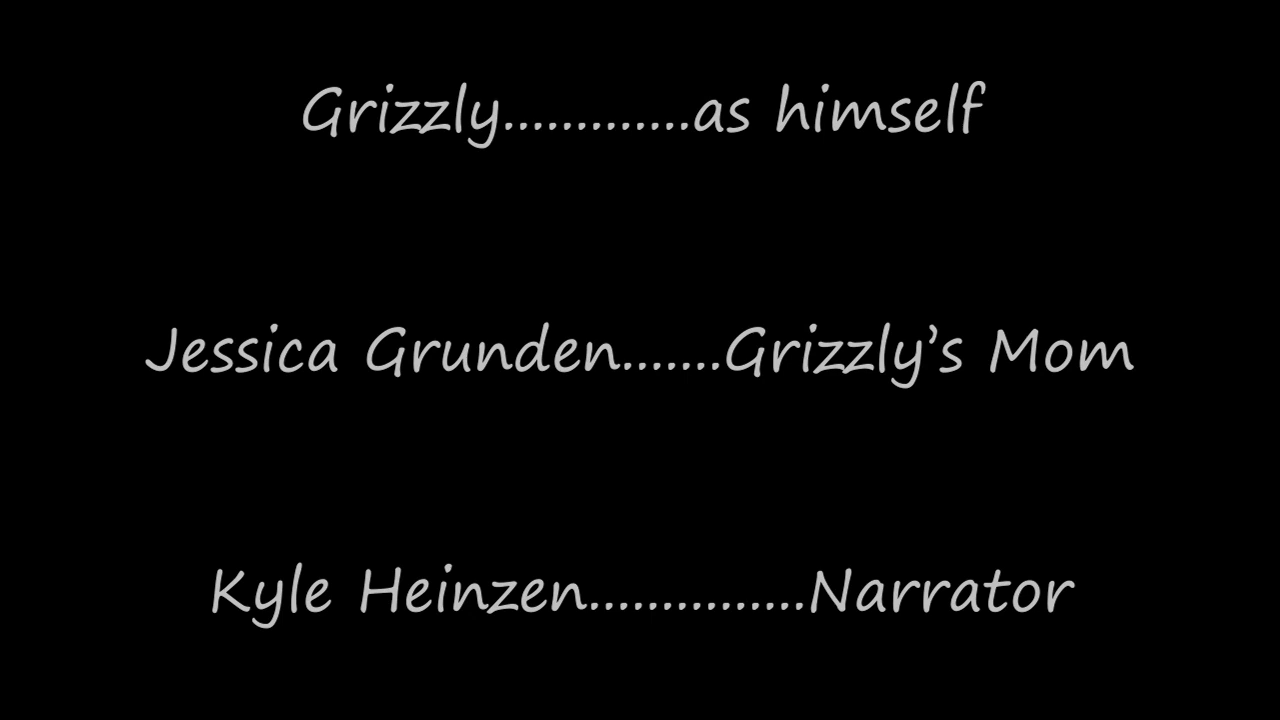 Grizzly.............as himself
Jessica Grunden.......Grizzly’s Mom
Kyle Heinzen...............Narrator